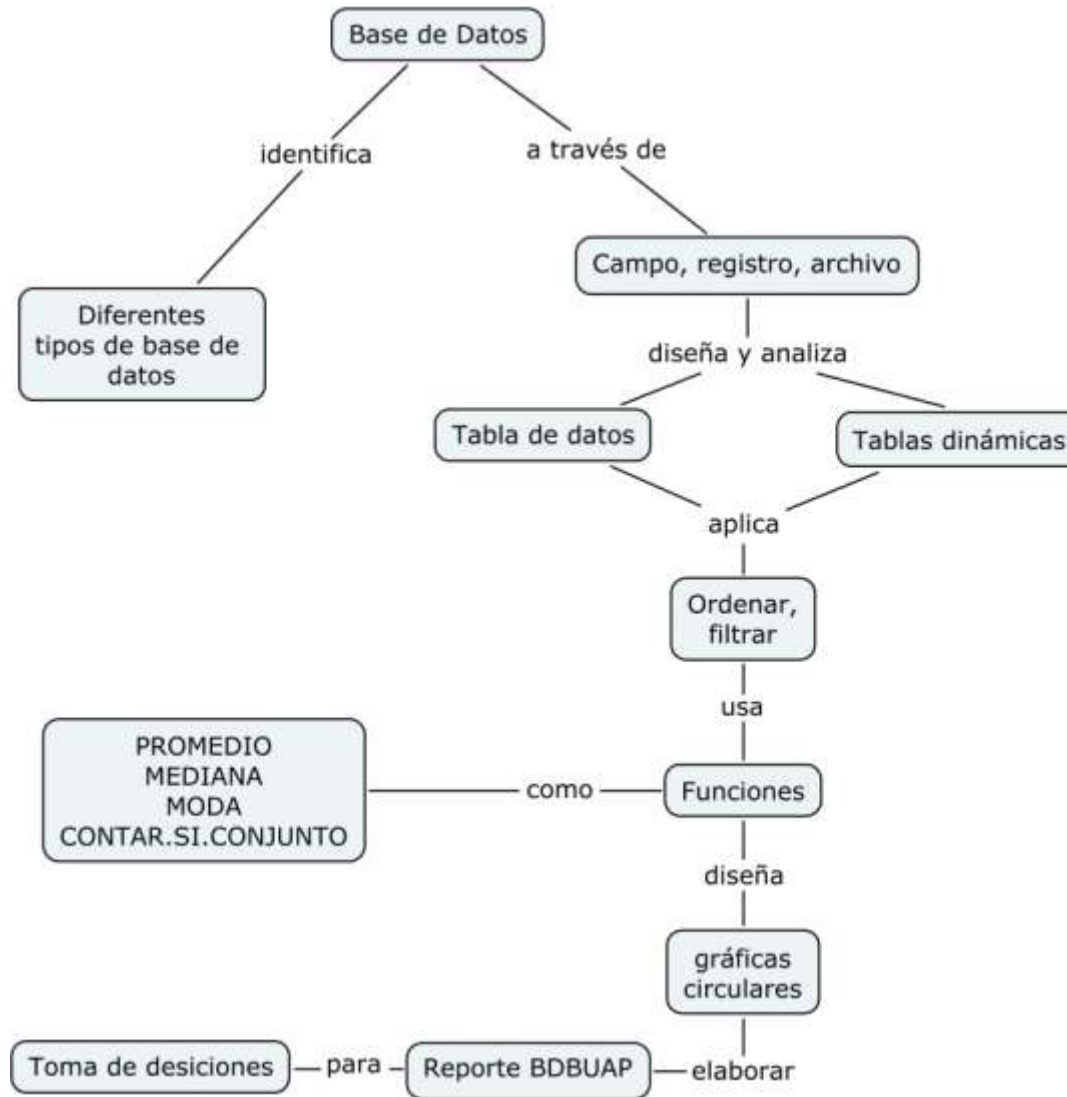 Base de Datos
identifica
a través de
Campo, registro, archivo
Diferentes
tipos de base de
datos
diseña y analiza
Tabla de datos
Tablas dinámicas
aplica
Ordenar,
filtrar
usa
PROMEDIO
MEDIANA
MODA
CONTAR.SI.CONJUNTO
como
Funciones
diseña
gráficas
circulares
Toma de desiciones
para
Reporte BDBUAP
elaborar